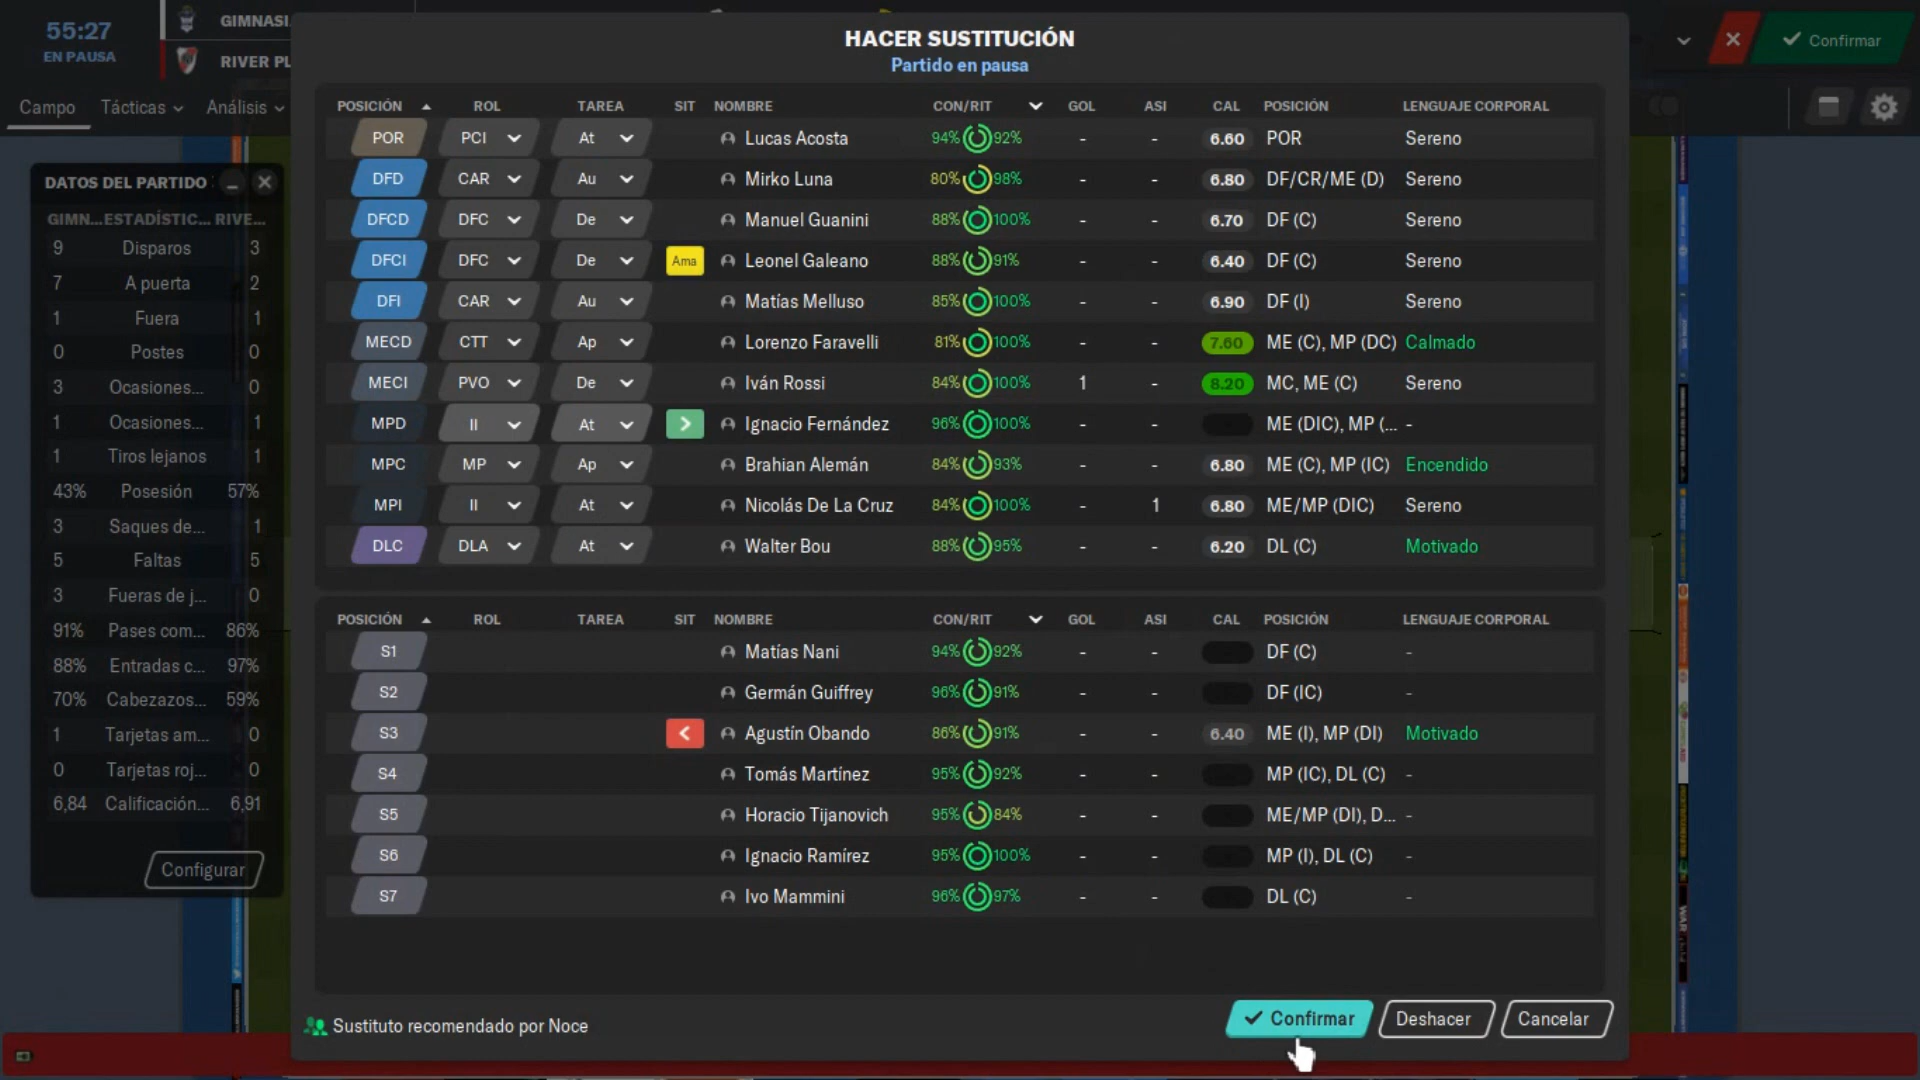 55:27
EN PAUSA
GIMNASI
RIVER PL
HACER SUSTITUCIÓN
Partido en pausa
Confirmar
Campo Tácticas Análisis
POSICIÓN ROL TAREA SIT NOMBRE CON/RIT GOL ASI CAL POSICIÓN LENGUAJE CORPORAL
POR PCI At Lucas Acosta 94% 92% - - 6.60 POR Sereno
DFD CAR Au Mirko Luna 80% 98% - - 6.80 DF/CR/ME (D) Sereno
DFCD DFC De Manuel Guanini 88% 100% - - 6.70 DF (C) Sereno
DFCI DFC De Ama Leonel Galeano 88% 91% - - 6.40 DF (C) Sereno
DFI CAR Au Matías Melluso 85% 100% - - 6.90 DF (I) Sereno
MECD CTT Ap Lorenzo Faravelli 81% 100% - - 7.60 ME (C), MP (DC) Calmado
MECI PVO De Iván Rossi 84% 100% 1 - 8.20 MC, ME (C) Sereno
MPD II At Ignacio Fernández 96% 100% - - ME (DIC), MP (... -
MPC MP Ap Brahian Alemán 84% 93% - - 6.80 ME (C), MP (IC) Encendido
MPI II At Nicolás De La Cruz 84% 100% - 1 6.80 ME/MP (DIC) Sereno
DLC DLA At Walter Bou 88% 95% - - 6.20 DL (C) Motivado
POSICIÓN ROL TAREA SIT NOMBRE CON/RIT GOL ASI CAL POSICIÓN LENGUAJE CORPORAL
S1 Matías Nani 94% 92% - - DF (C) -
S2 Germán Guiffrey 96% 91% - - DF (IC) -
S3 Agustín Obando 86% 91% - - 6.40 ME (I), MP (DI) Motivado
S4 Tomás Martínez 95% 92% - - MP (IC), DL (C) -
S5 Horacio Tijanovich 95% 84% - - ME/MP (DI), D... -
S6 Ignacio Ramírez 95% 100% - - MP (I), DL (C) -
S7 Ivo Mammini 96% 97% - - DL (C) -
Sustituto recomendado por Noce
Confirmar Deshacer Cancelar
DATOS DEL PARTIDO
GIMN... ESTADÍSTIC... RIVE...
9 Disparos 3
7 A puerta 2
1 Fuera 1
0 Postes 0
3 Ocasiones... 0
1 Ocasiones... 1
1 Tiros lejanos 1
43% Posesión 57%
3 Saques de... 1
5 Faltas 5
3 Fueras de j... 0
91% Pases com... 86%
88% Entradas c... 97%
70% Cabezazos... 59%
1 Tarjetas am... 0
0 Tarjetas roj... 0
6,84 Calificación... 6,91
Configurar